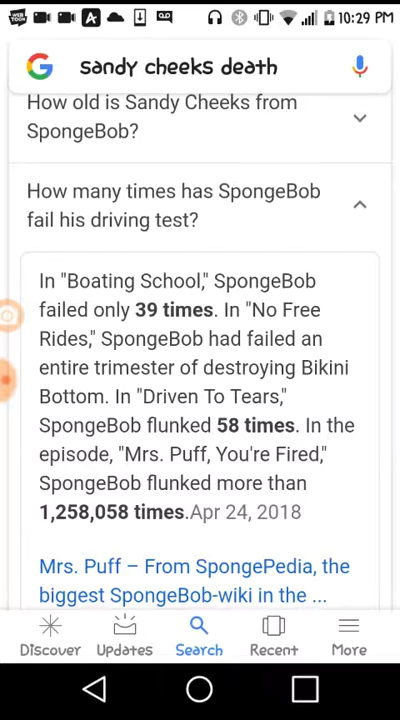 WEB
TOON
A
10:29 PM
G sandy cheeks death
How old is Sandy Cheeks from
SpongeBob?
How many times has SpongeBob
fail his driving test?
In "Boating School," SpongeBob
failed only 39 times. In "No Free
Rides," SpongeBob had failed an
entire trimester of destroying Bikini
Bottom. In "Driven To Tears,"
SpongeBob flunked 58 times. In the
episode, "Mrs. Puff, You're Fired,"
SpongeBob flunked more than
1,258,058 times.Apr 24, 2018
Mrs. Puff – From SpongePedia, the
biggest SpongeBob-wiki in the ...
Discover Updates Search Recent More